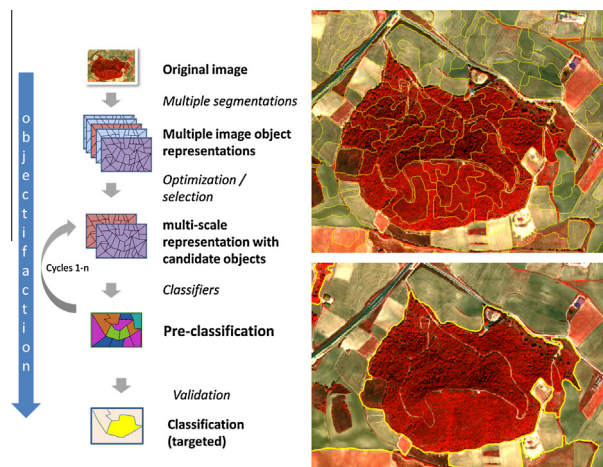 objectifaction
Original image
Multiple segmentations
Multiple image object
representations
Optimization /
selection
multi-scale
representation with
candidate objects
Cycles 1-n
Classifiers
Pre-classification
Validation
Classification
(targeted)